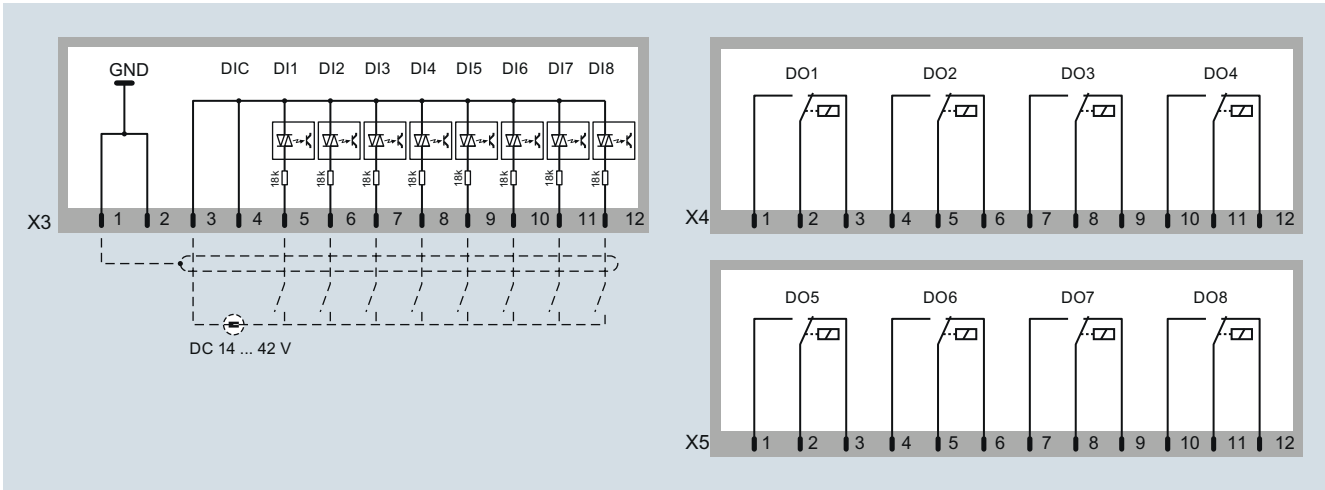 GND DIC DI1 DI2 DI3 DI4 DI5 DI6 DI7 DI8
18k 18k 18k 18k 18k 18k 18k 18k
X3 1 2 3 4 5 6 7 8 9 10 11 12
DC 14 ... 42 V
DO1 DO2 DO3 DO4
X4 1 2 3 4 5 6 7 8 9 10 11 12
DO5 DO6 DO7 DO8
X5 1 2 3 4 5 6 7 8 9 10 11 12